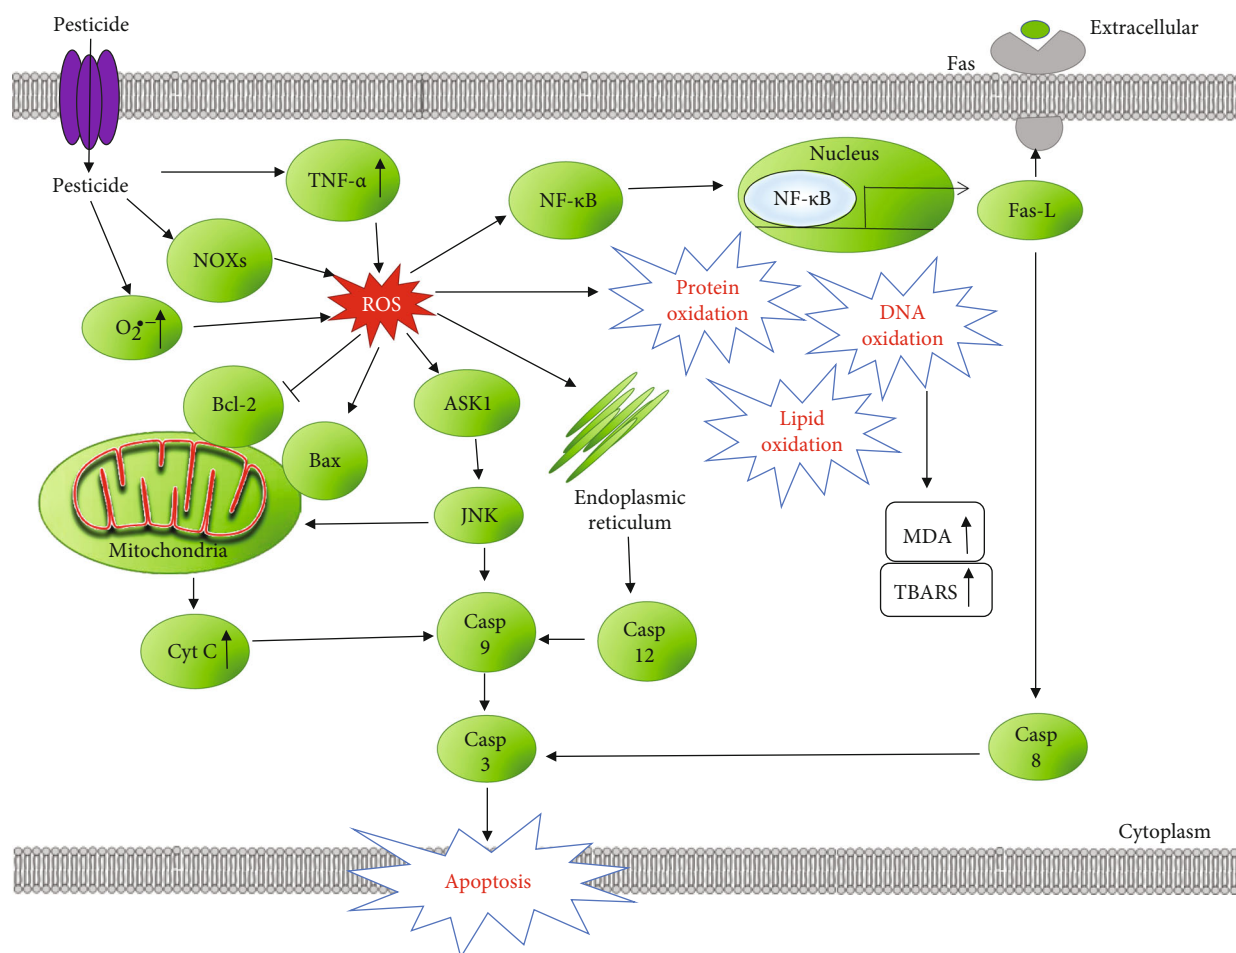 Pesticide
Extracellular
Fas
Pesticide
TNF-α
NF-κB
Nucleus
NF-κB
Fas-L
NOXs
ROS
O2•−
Protein
oxidation
DNA
oxidation
Bcl-2
ASK1
Lipid
oxidation
Bax
Endoplasmic
reticulum
JNK
Mitochondria
MDA
TBARS
Cyt C
Casp
9
Casp
12
Casp
3
Casp
8
Cytoplasm
Apoptosis